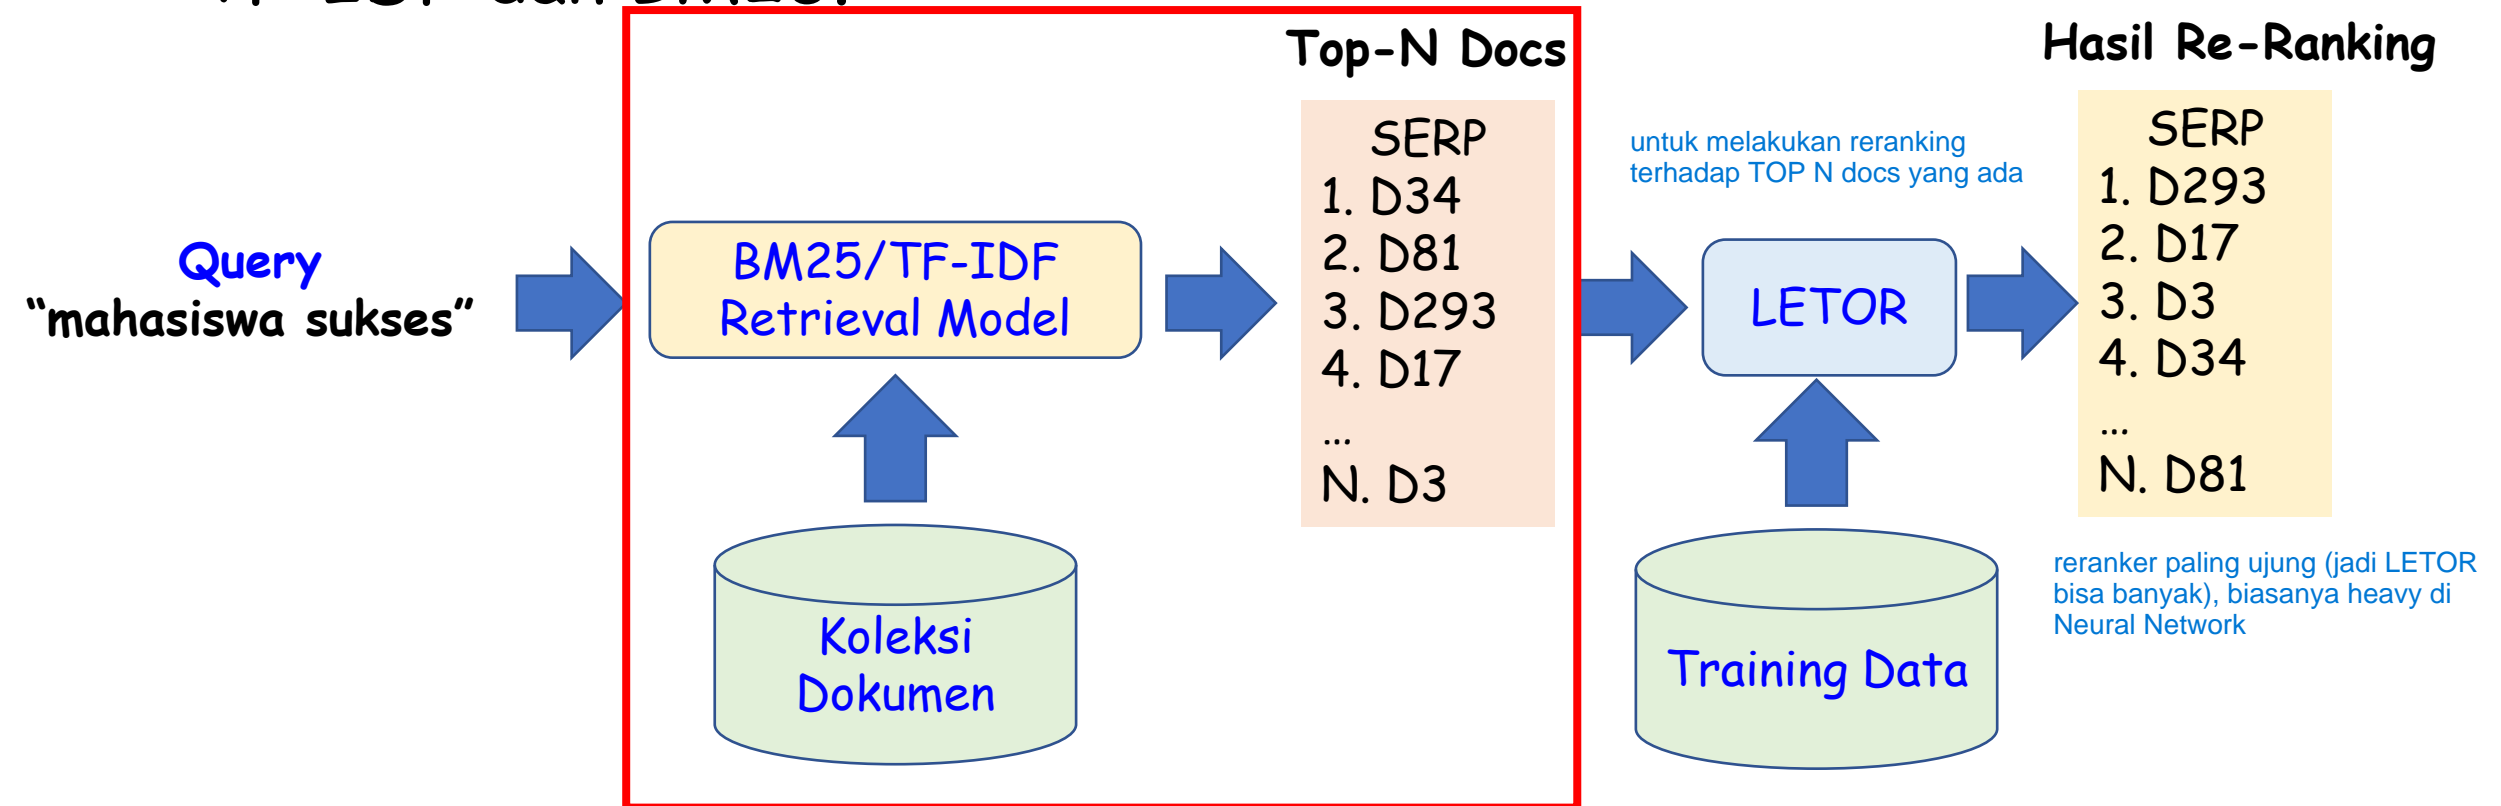 Top-N Docs
Hasil Re-Ranking
Query
“mahasiswa sukses”
BM25/TF-IDF
Retrieval Model
Koleksi
Dokumen
SERP
1. D34
2. D81
3. D293
4. D17
...
N. D3
untuk melakukan reranking
terhadap TOP N docs yang ada
LETOR
Training Data
SERP
1. D293
2. D17
3. D3
4. D34
...
N. D81
reranker paling ujung (jadi LETOR
bisa banyak), biasanya heavy di
Neural Network